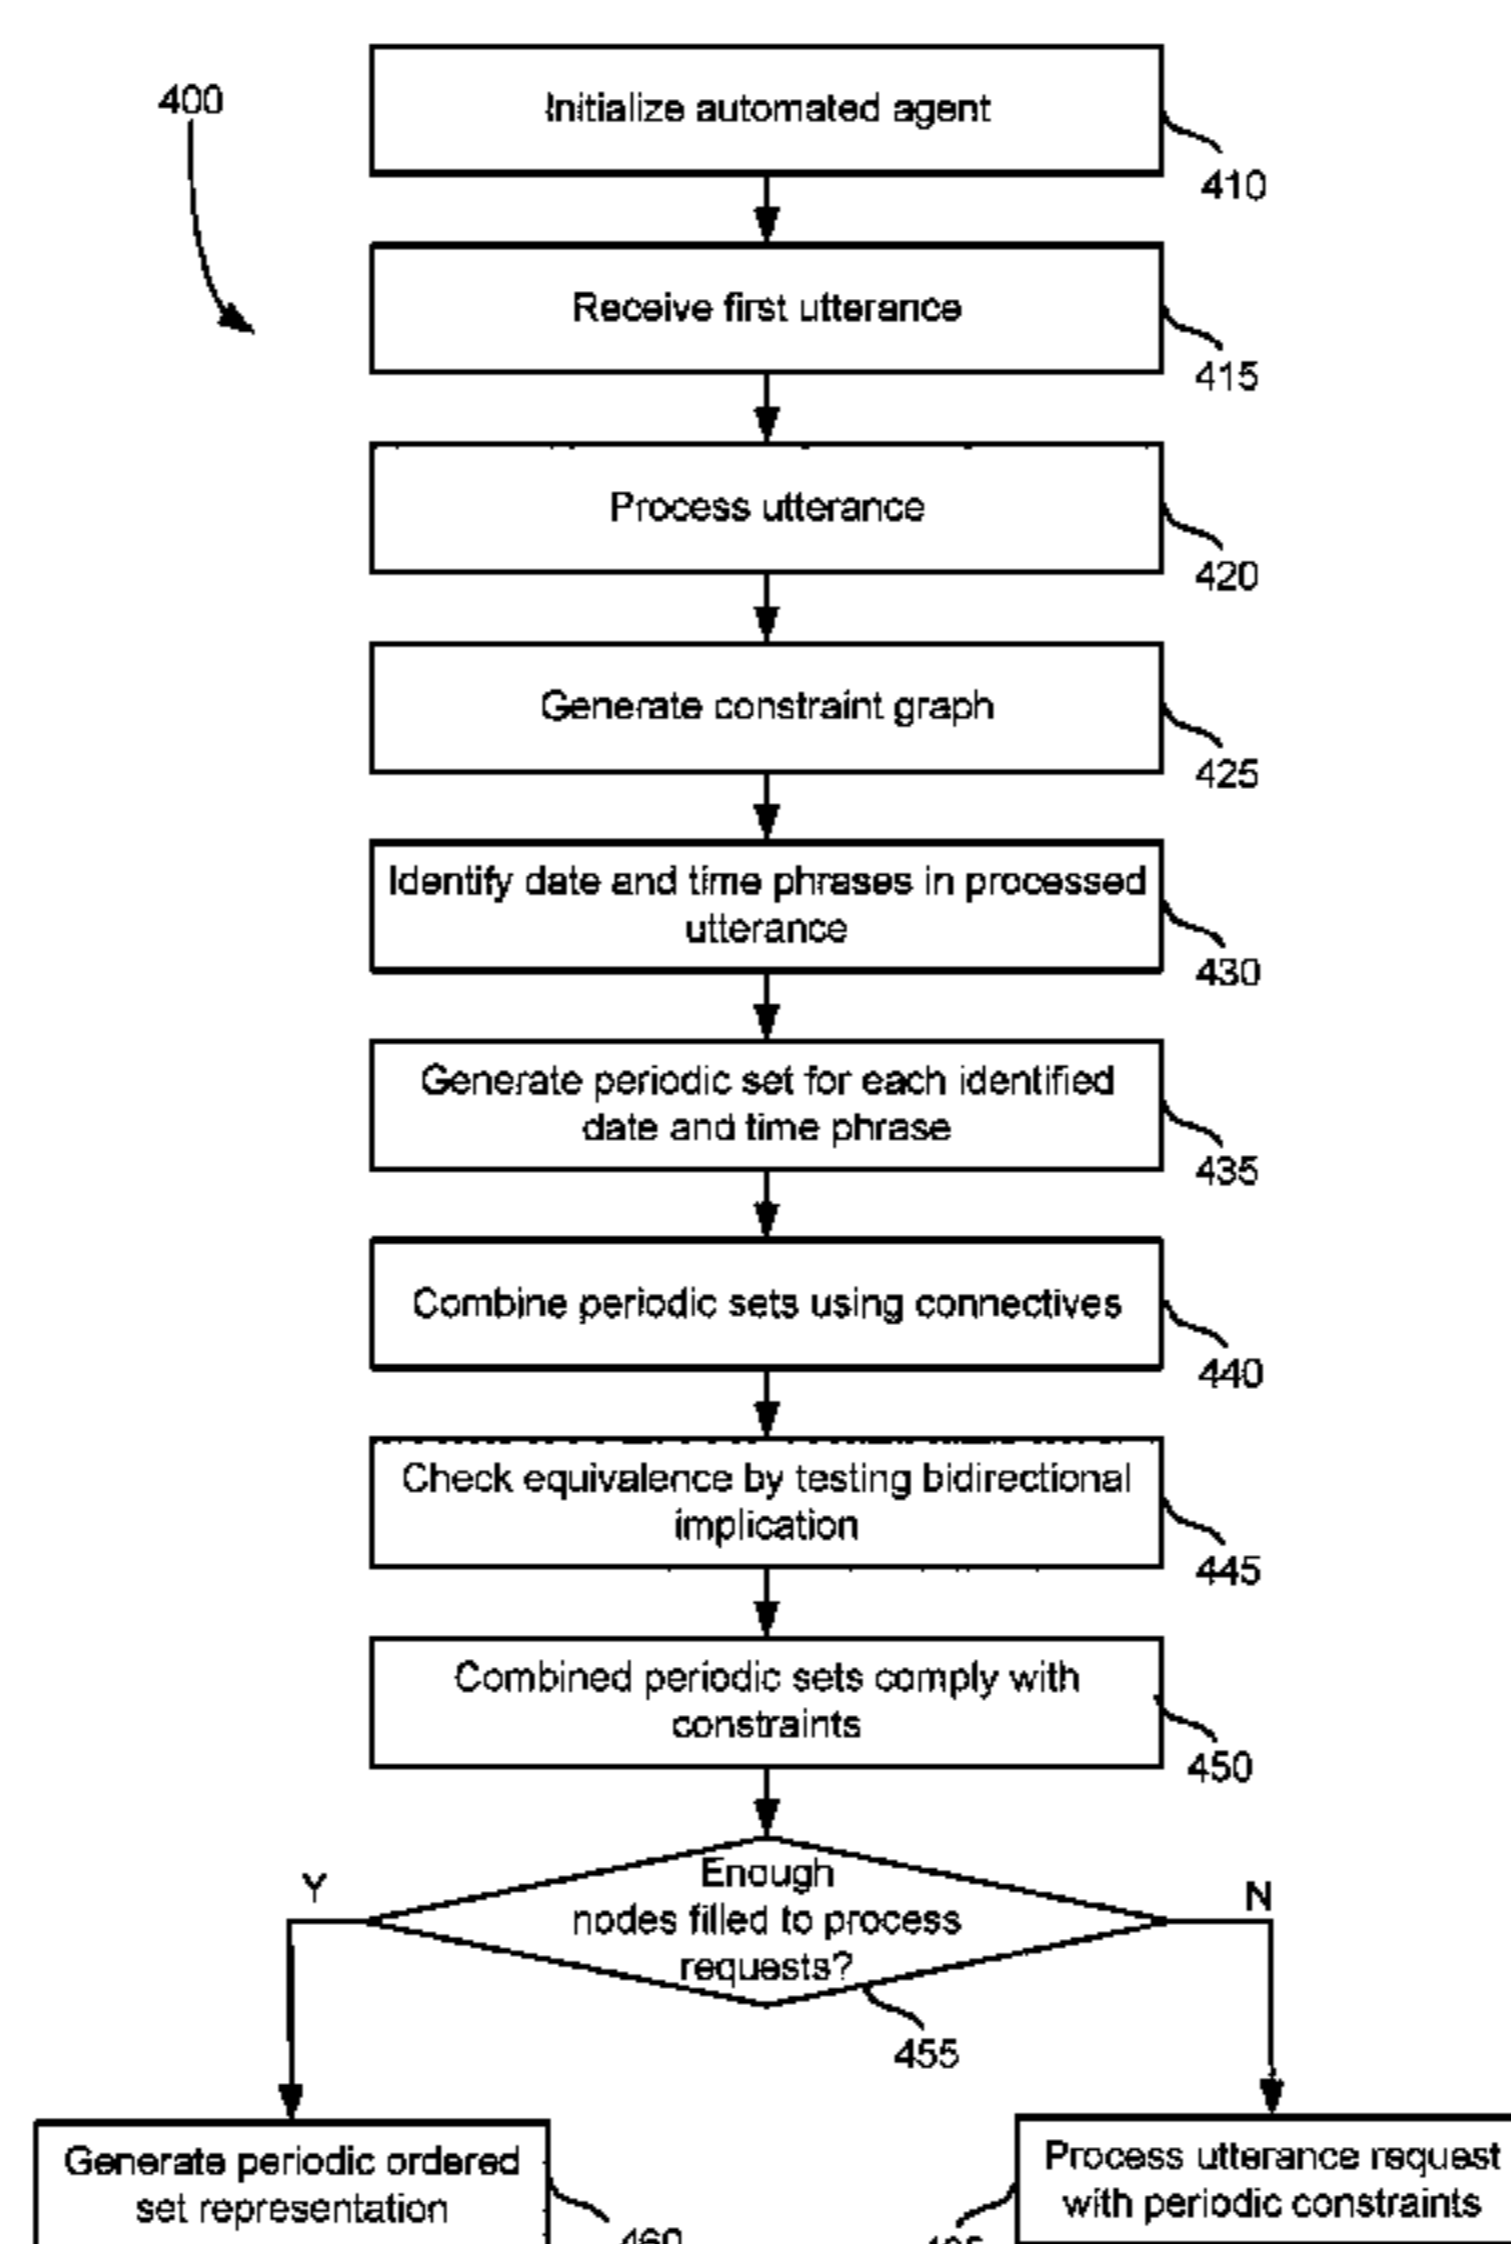 400
Initialize automated agent
410
Receive first utterance
415
Process utterance
420
Generate constraint graph
425
Identify date and time phrases in processed
utterance
430
Generate periodic set for each identified
date and time phrase
435
Combine periodic sets using connectives
440
Check equivalence by testing bidirectional
implication
445
Combined periodic sets comply with
constraints
450
Enough
nodes filled to process
requests?
Y
N
455
Generate periodic ordered
set representation
460
Process utterance request
with periodic constraints